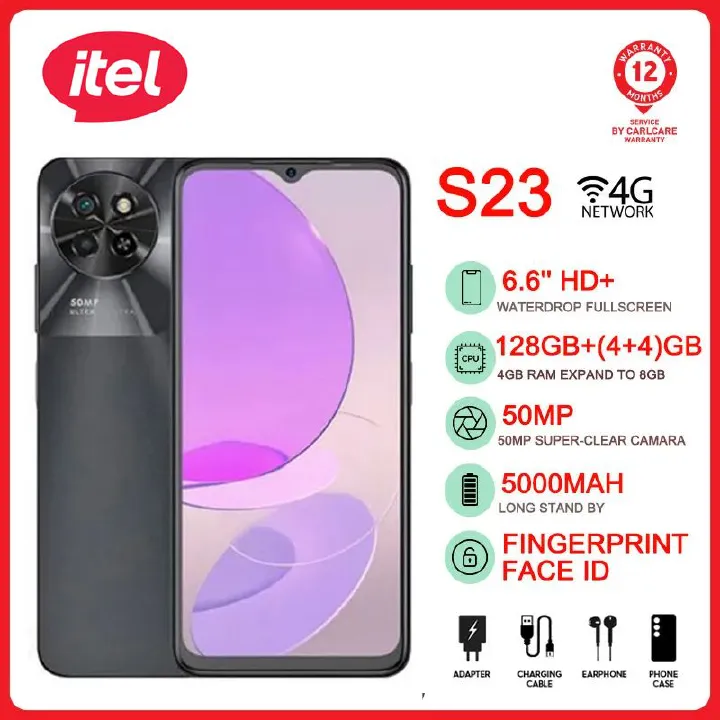 itel
WARRANTY
12
MONTHS
SERVICE
BY CARLCARE
WARRANTY
S23
4G
NETWORK
50MP
6.6" HD+
WATERDROP FULLSCREEN
CPU
128GB+(4+4)GB
4GB RAM EXPAND TO 8GB
50MP
50MP SUPER-CLEAR CAMARA
5000MAH
LONG STAND BY
FINGERPRINT
FACE ID
ADAPTER
CHARGING
CABLE
EARPHONE
PHONE
CASE